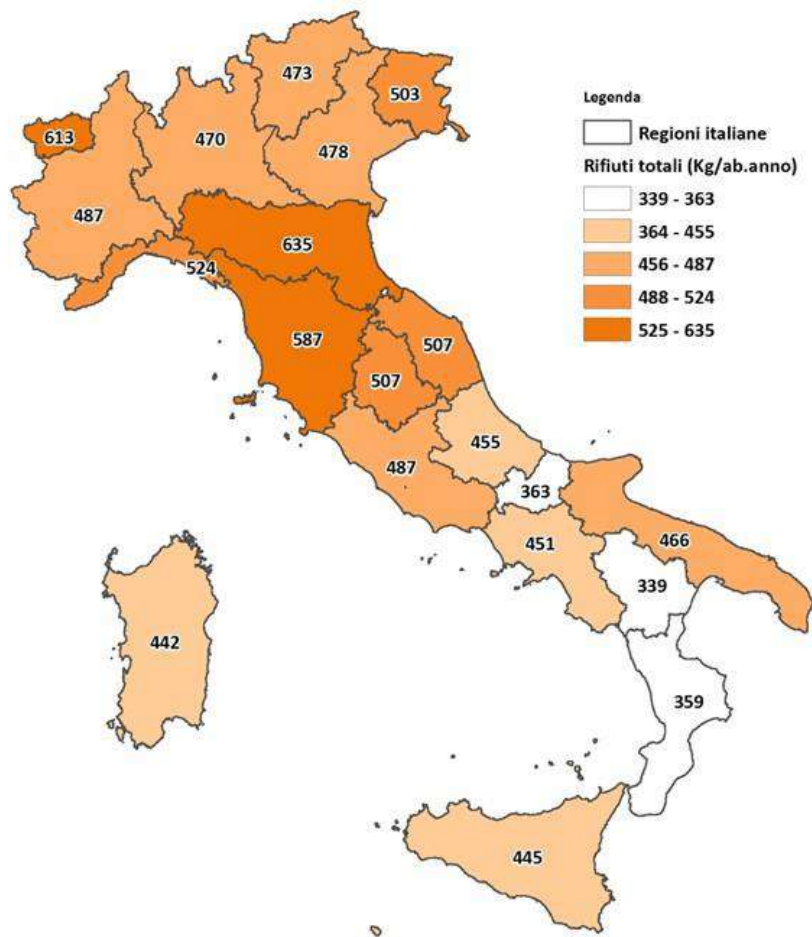 473
503
Legenda
613
470
Regioni italiane
478
Rifiuti totali (Kg/ab.anno)
339 - 363
487
364 - 455
635
456 - 487
524
488 - 524
587
507
525 - 635
507
455
487
363
451
466
339
442
359
445